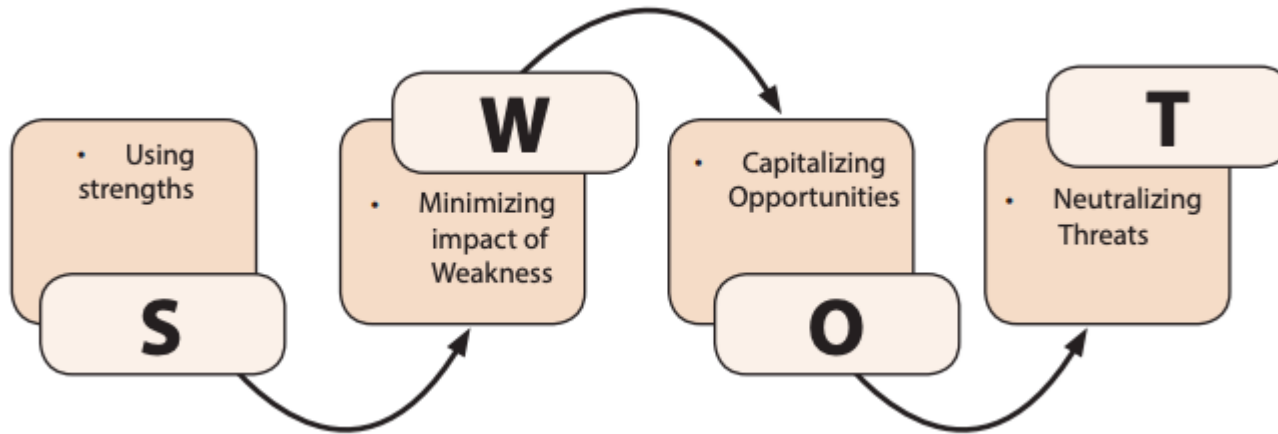 • Using
strengths
S
W
• Minimizing
impact of
Weakness
• Capitalizing
Opportunities
O
T
• Neutralizing
Threats